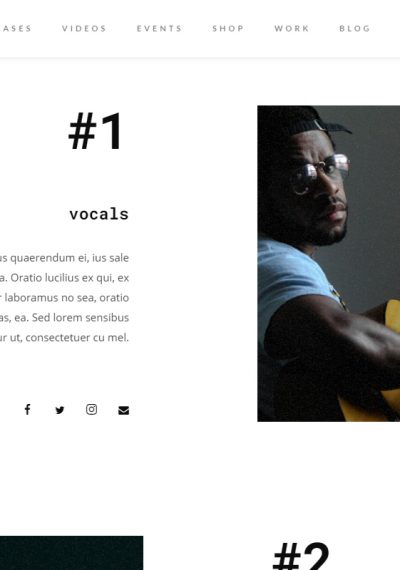 ASES VIDEOS EVENTS SHOP WORK BLOG
#1
vocals
us quaerendum ei, ius sale
a. Oratio lucilius ex qui, ex
r laboramus no sea, oratio
as, ea. Sed lorem sensibus
ur ut, consectetuer cu mel.
#2